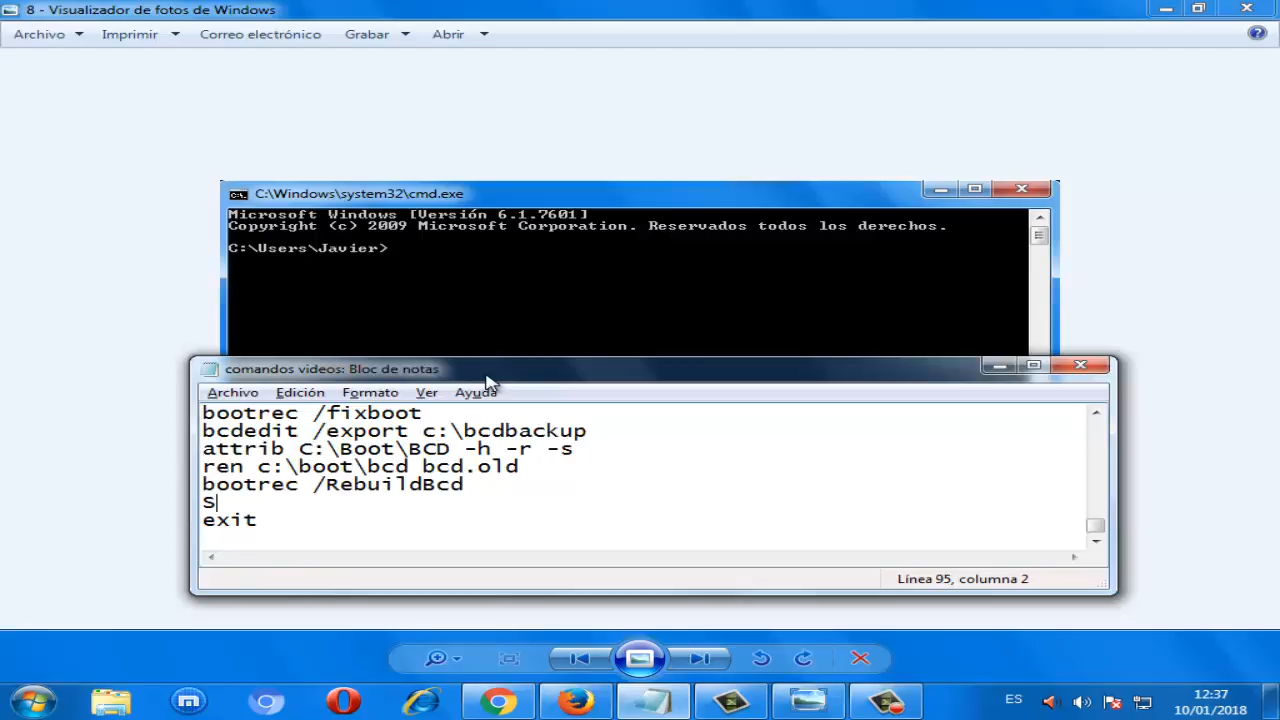 8 - Visualizador de fotos de Windows
Archivo Imprimir Correo electrónico Grabar Abrir
C:\Windows\system32\cmd.exe
Microsoft Windows [Versión 6.1.7601]
Copyright (c) 2009 Microsoft Corporation. Reservados todos los derechos.
C:\Users\Javier>
comandos videos: Bloc de notas
Archivo Edición Formato Ver Ayuda
bootrec /fixboot
bcdedit /export c:\bcdbackup
attrib C:\Boot\BCD -h -r -s
ren c:\boot\bcd bcd.old
bootrec /RebuildBcd
S
exit
Línea 95, columna 2
ES
12:37
10/01/2018